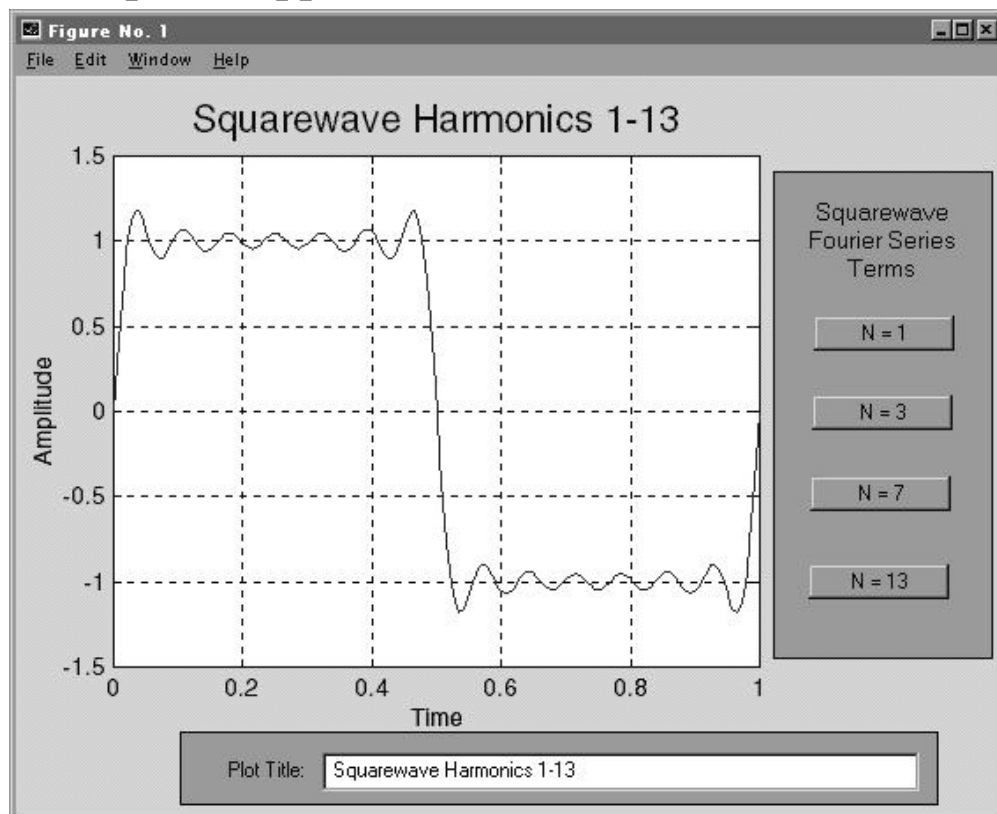 Figure No. 1
File Edit Window Help
Squarewave Harmonics 1-13
1.5
1
0.5
0
-0.5
-1
-1.5
Amplitude
0 0.2 0.4 0.6 0.8 1
Time
Squarewave
Fourier Series
Terms
N = 1
N = 3
N = 7
N = 13
Plot Title: Squarewave Harmonics 1-13